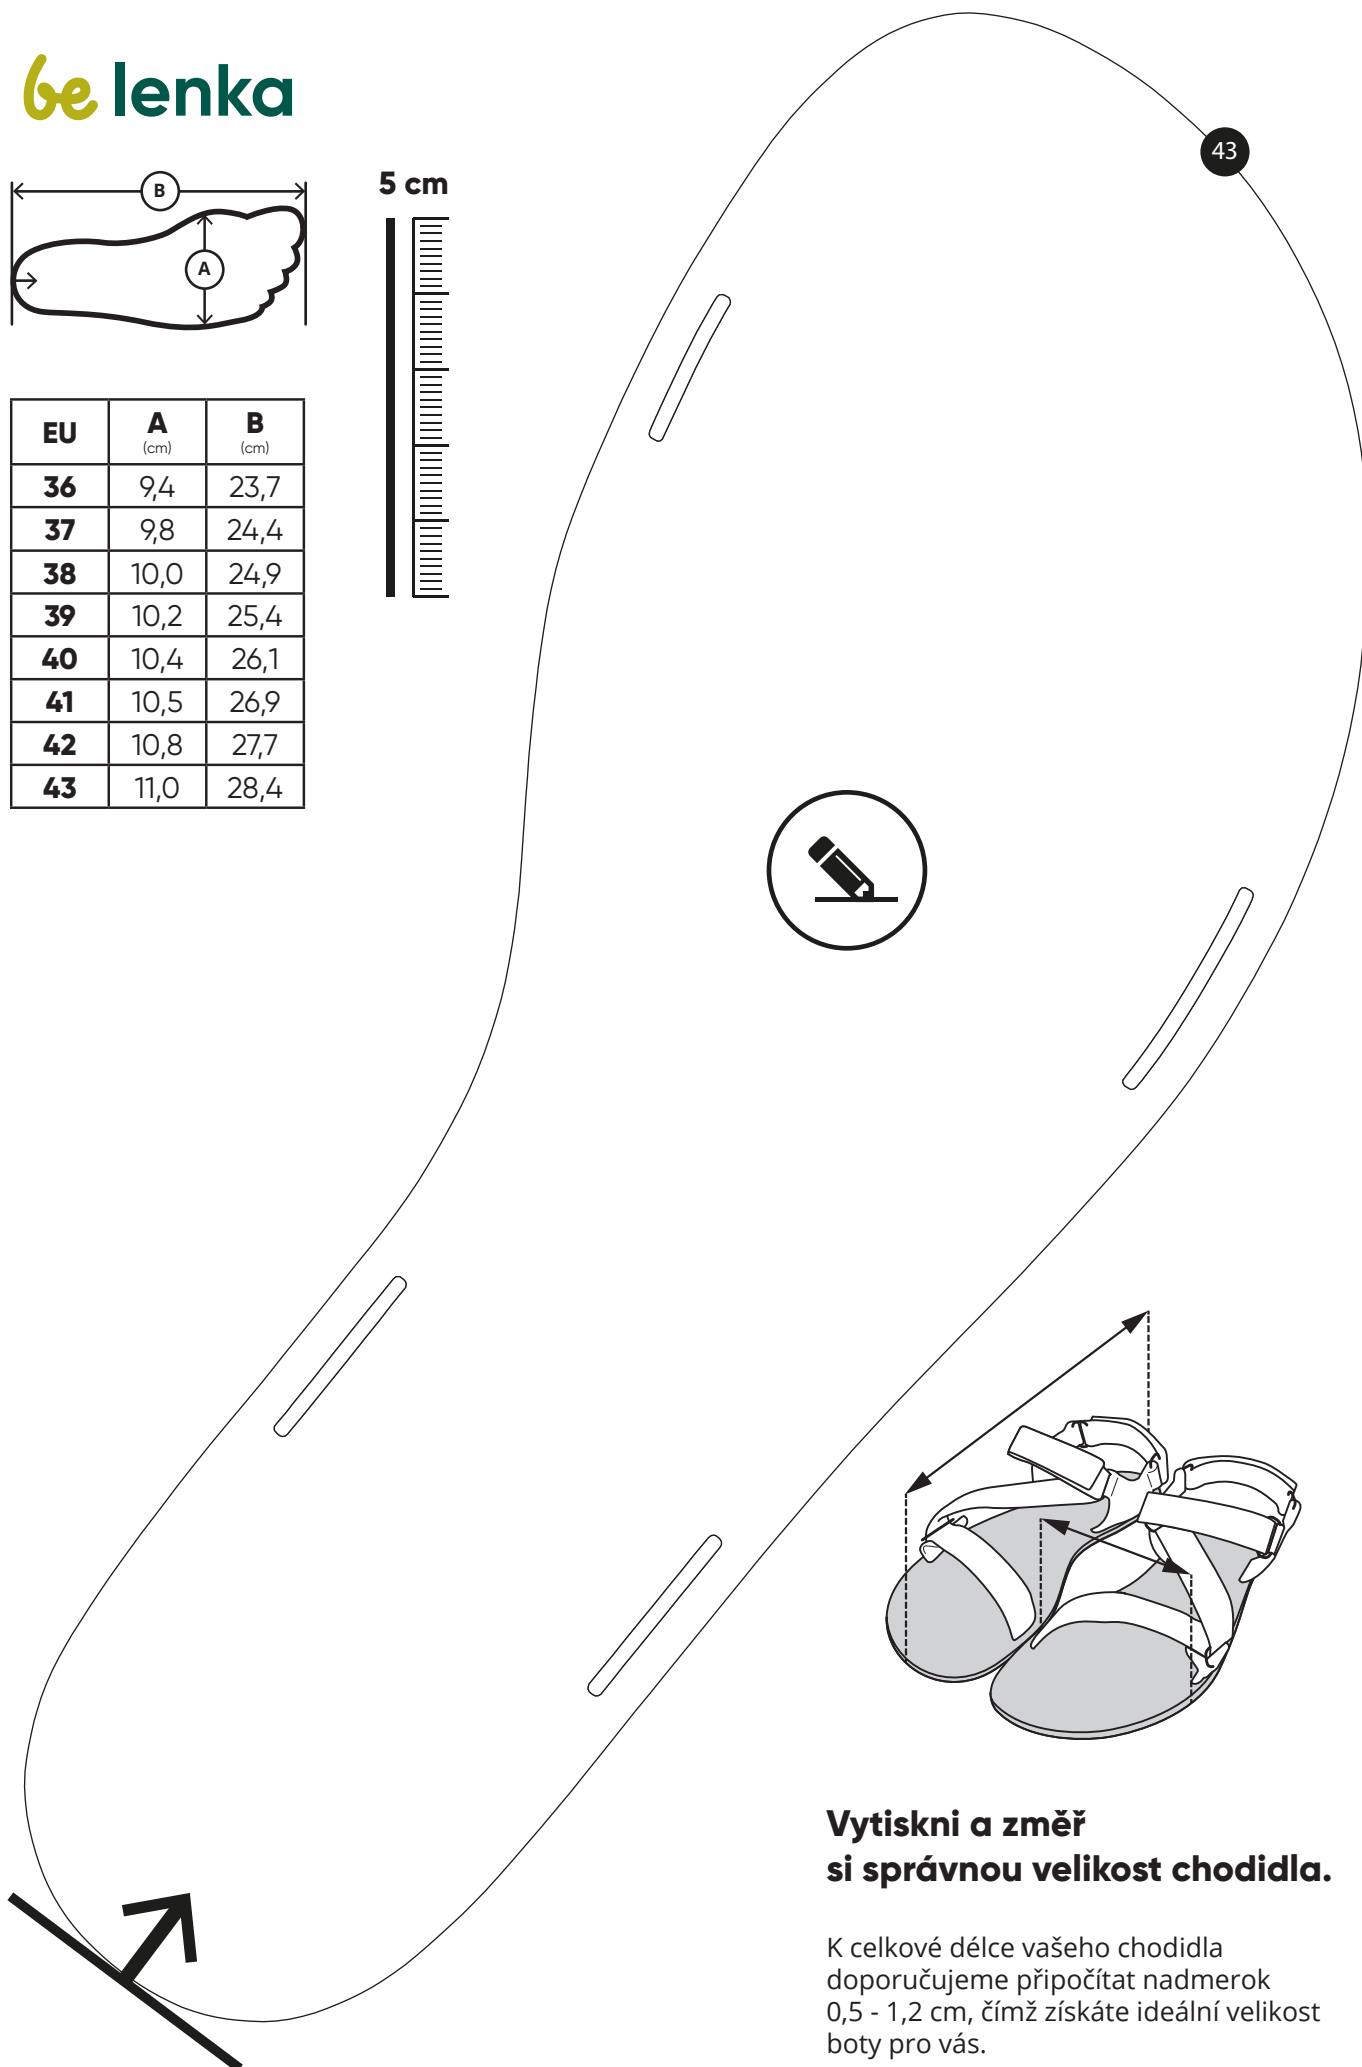 be lenka
43
B
A
5 cm
EU A B
(cm) (cm)
36 9,4 23,7
37 9,8 24,4
38 10,0 24,9
39 10,2 25,4
40 10,4 26,1
41 10,5 26,9
42 10,8 27,7
43 11,0 28,4
Vytiskni a změř
si správnou velikost chodidla.
K celkové délce vašeho chodidla
doporučujeme připočítat nadmerok
0,5 - 1,2 cm, čímž získáte ideální velikost
boty pro vás.